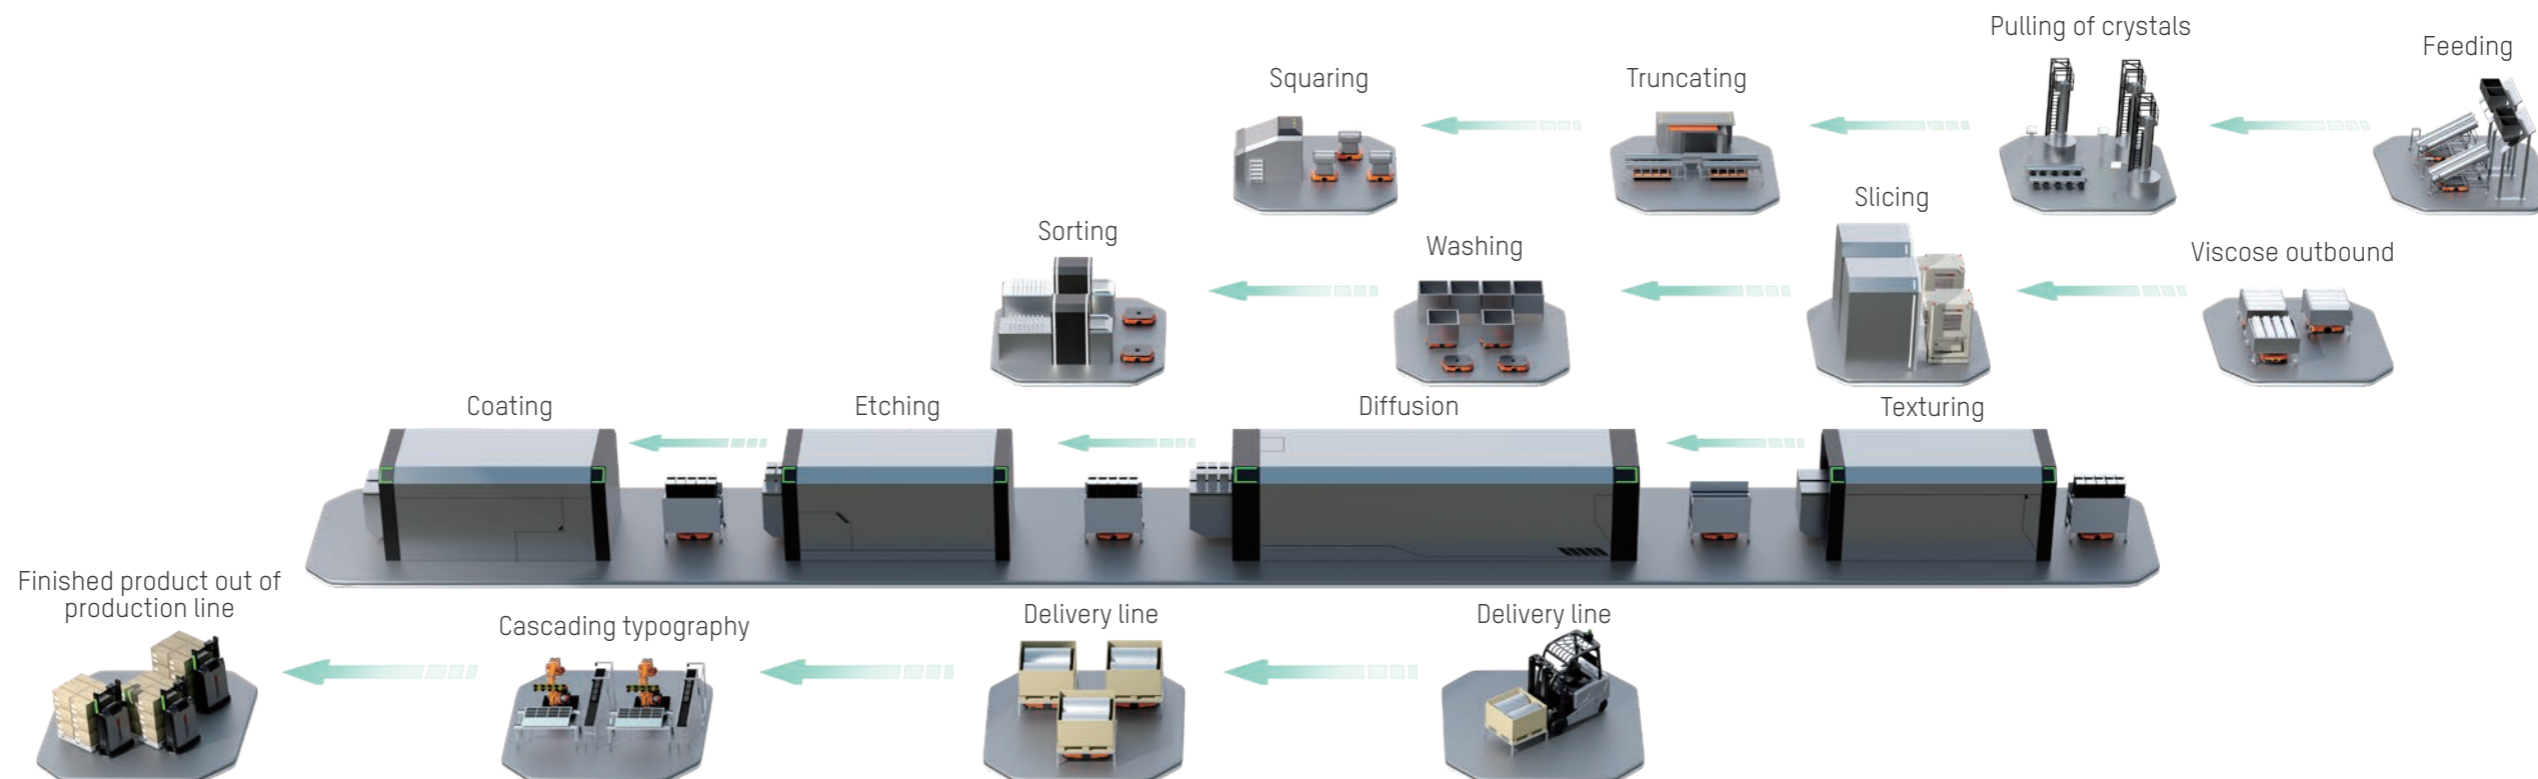 Pulling of crystals
Feeding
Squaring
Truncating
Slicing
Sorting
Washing
Viscose outbound
Coating
Etching
Diffusion
Texturing
Finished product out of
production line
Cascading typography
Delivery line
Delivery line